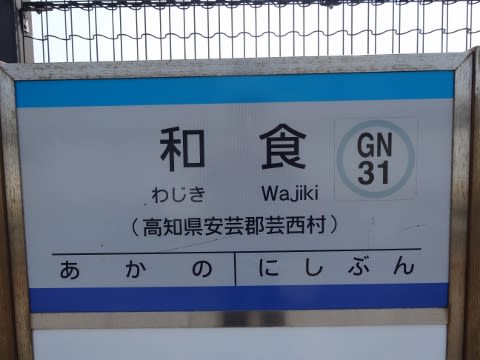 和食
GN
31
わじき Wajiki
(高知県安芸郡芸西村)
あかの にしぶん